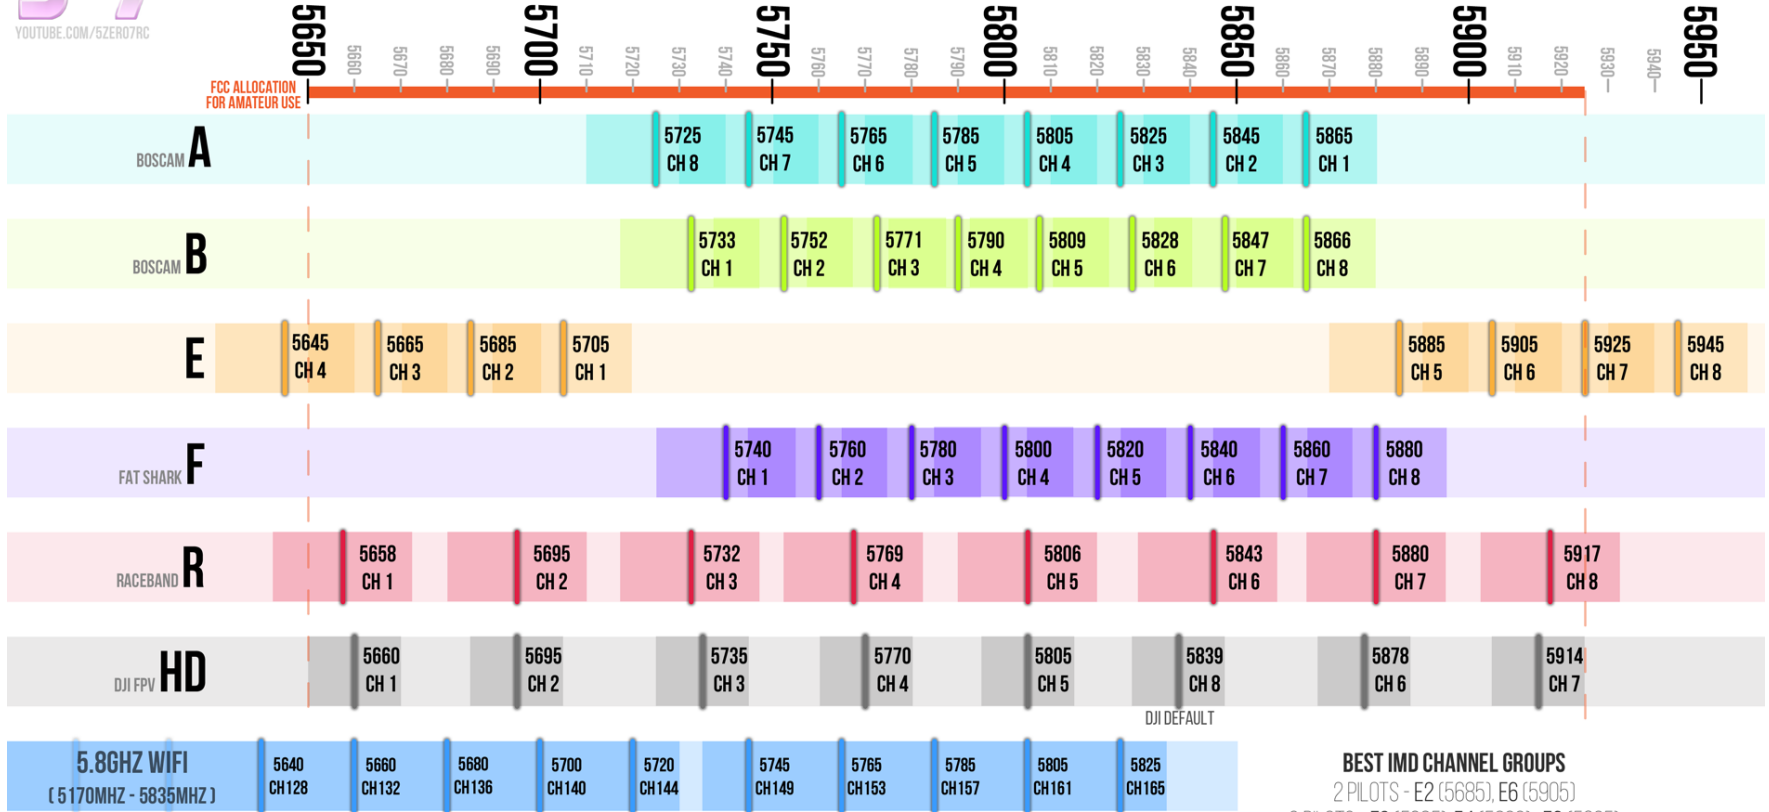 YOUTUBE.COM/5ZERO7RC
5650 5660 5670 5680 5690 5700 5710 5720 5730 5740 5750 5760 5770 5780 5790 5800 5810 5820 5830 5840 5850 5860 5870 5880 5890 5900 5910 5920 5930 5940 5950
FCC ALLOCATION
FOR AMATEUR USE
BOSCAM A
5725 5745 5765 5785 5805 5825 5845 5865
CH 8 CH 7 CH 6 CH 5 CH 4 CH 3 CH 2 CH 1
BOSCAM B
5733 5752 5771 5790 5809 5828 5847 5866
CH 1 CH 2 CH 3 CH 4 CH 5 CH 6 CH 7 CH 8
E
5645 5665 5685 5705 5885 5905 5925 5945
CH 4 CH 3 CH 2 CH 1 CH 5 CH 6 CH 7 CH 8
FAT SHARK F
5740 5760 5780 5800 5820 5840 5860 5880
CH 1 CH 2 CH 3 CH 4 CH 5 CH 6 CH 7 CH 8
RACEBAND R
5658 5695 5732 5769 5806 5843 5880 5917
CH 1 CH 2 CH 3 CH 4 CH 5 CH 6 CH 7 CH 8
DJI FPV HD
5660 5695 5735 5770 5805 5839 5878 5914
CH 1 CH 2 CH 3 CH 4 CH 5 CH 8 CH 6 CH 7
DJI DEFAULT
5.8GHZ WIFI
( 5170MHZ - 5835MHZ )
5640 5660 5680 5700 5720 5745 5765 5785 5805 5825
CH128 CH132 CH136 CH140 CH144 CH149 CH153 CH157 CH161 CH165
BEST IMD CHANNEL GROUPS
2 PILOTS - E2 (5685), E6 (5905)